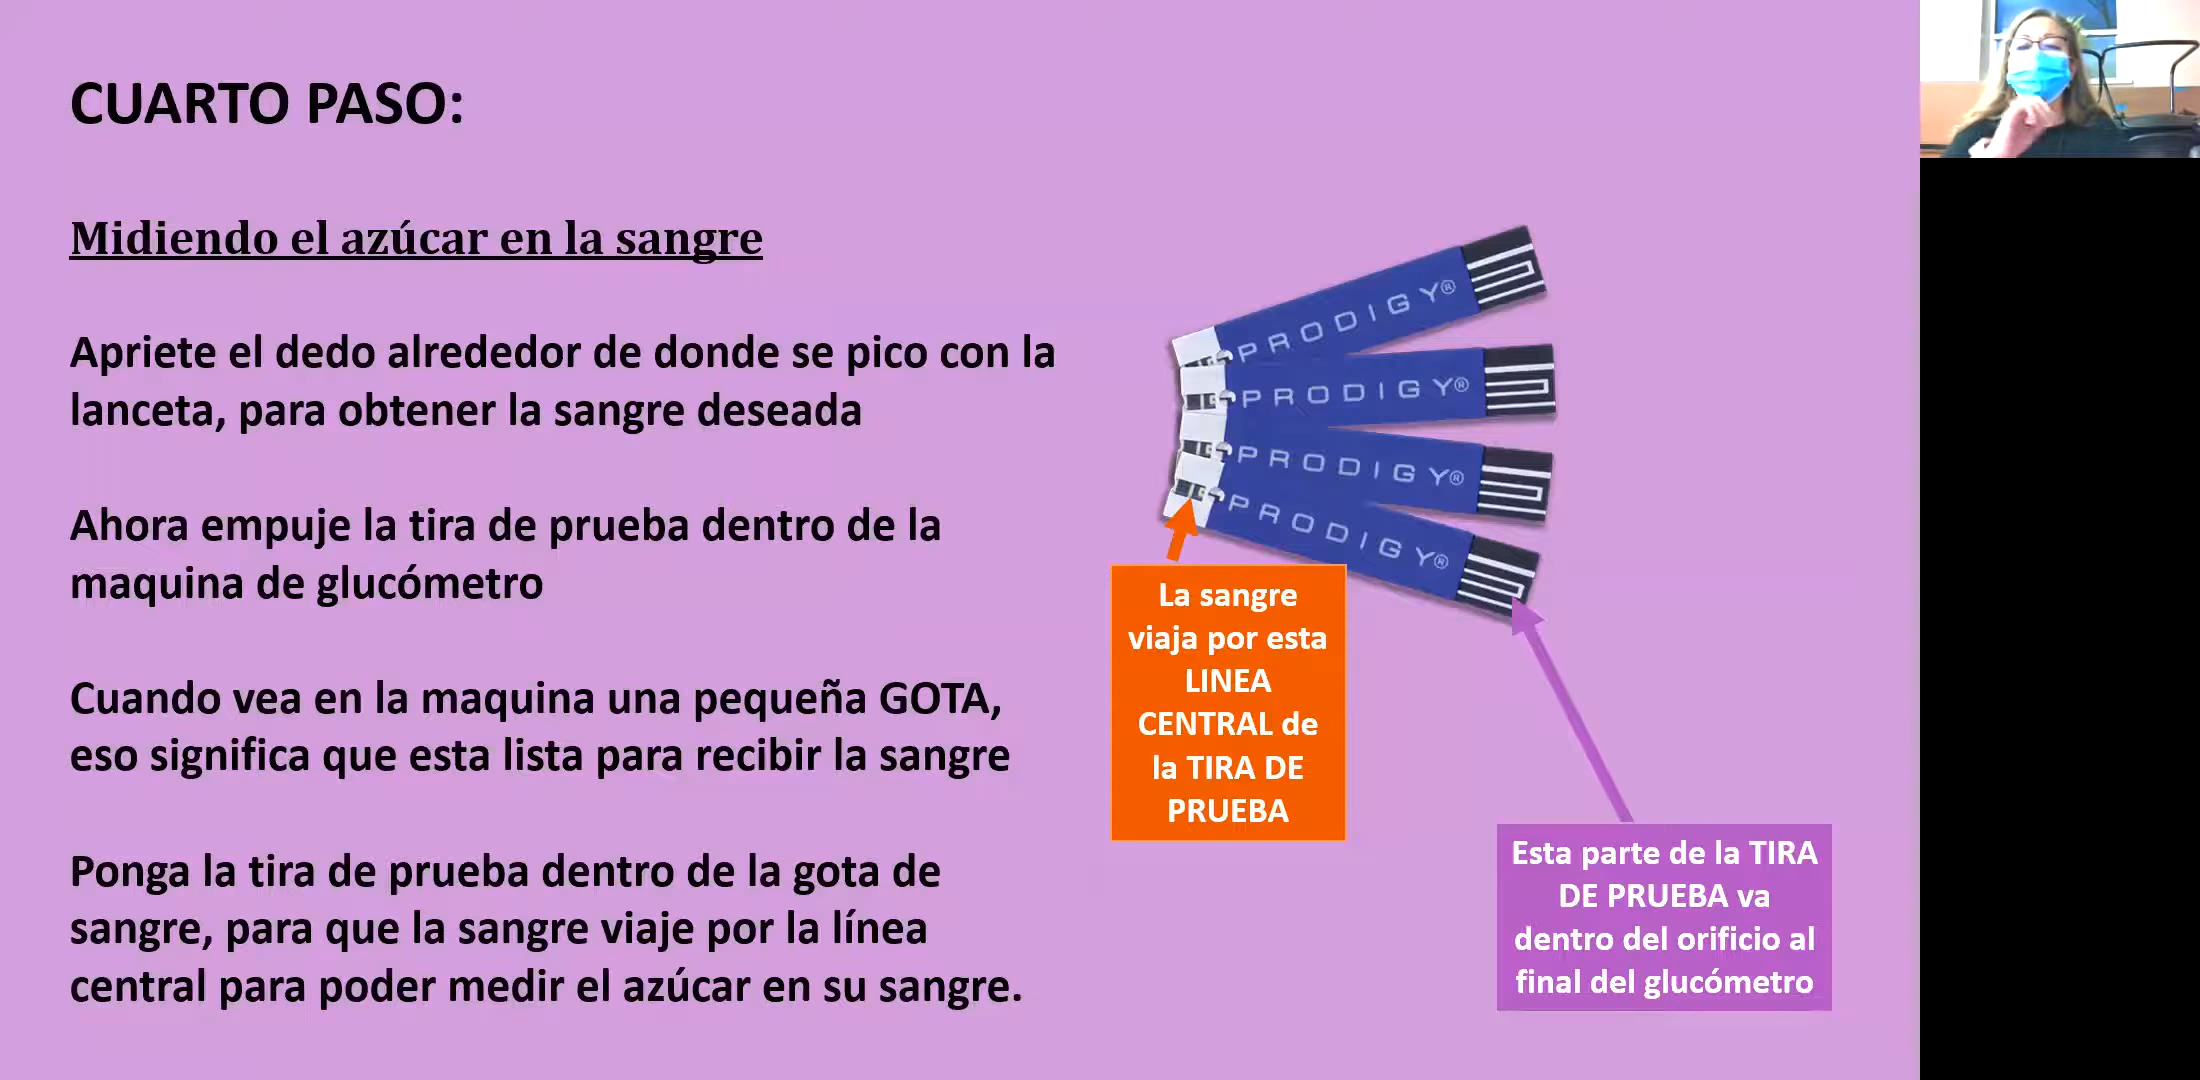 CUARTO PASO:
Midiendo el azúcar en la sangre
Apriete el dedo alrededor de donde se pico con la
lanceta, para obtener la sangre deseada
Ahora empuje la tira de prueba dentro de la
maquina de glucómetro
Cuando vea en la maquina una pequeña GOTA,
eso significa que esta lista para recibir la sangre
Ponga la tira de prueba dentro de la gota de
sangre, para que la sangre viaje por la línea
central para poder medir el azúcar en su sangre.
PRODIGY®
PRODIGY®
PRODIGY®
PRODIGY®
La sangre
viaja por esta
LINEA
CENTRAL de
la TIRA DE
PRUEBA
Esta parte de la TIRA
DE PRUEBA va
dentro del orificio al
final del glucómetro